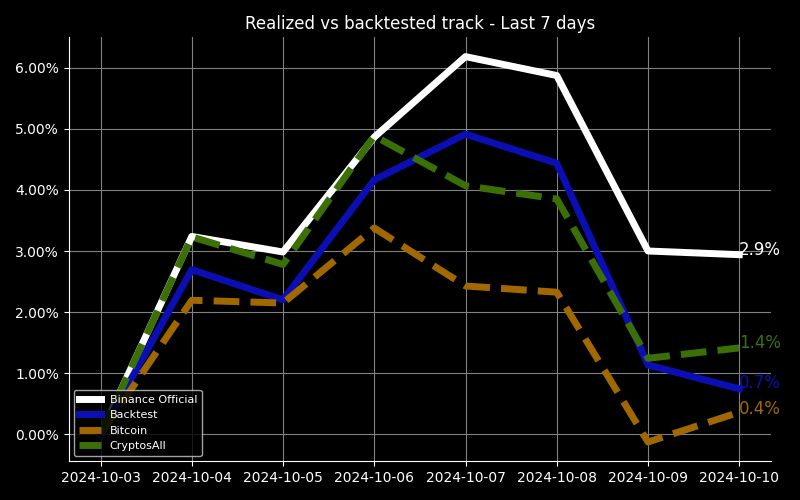 Realized vs backtested track - Last 7 days
6.00%
5.00%
4.00%
3.00%
2.00%
1.00%
0.00%
2.9%
1.4%
0.7%
0.4%
Binance Official
Backtest
Bitcoin
CryptosAll
2024-10-03 2024-10-04 2024-10-05 2024-10-06 2024-10-07 2024-10-08 2024-10-09 2024-10-10